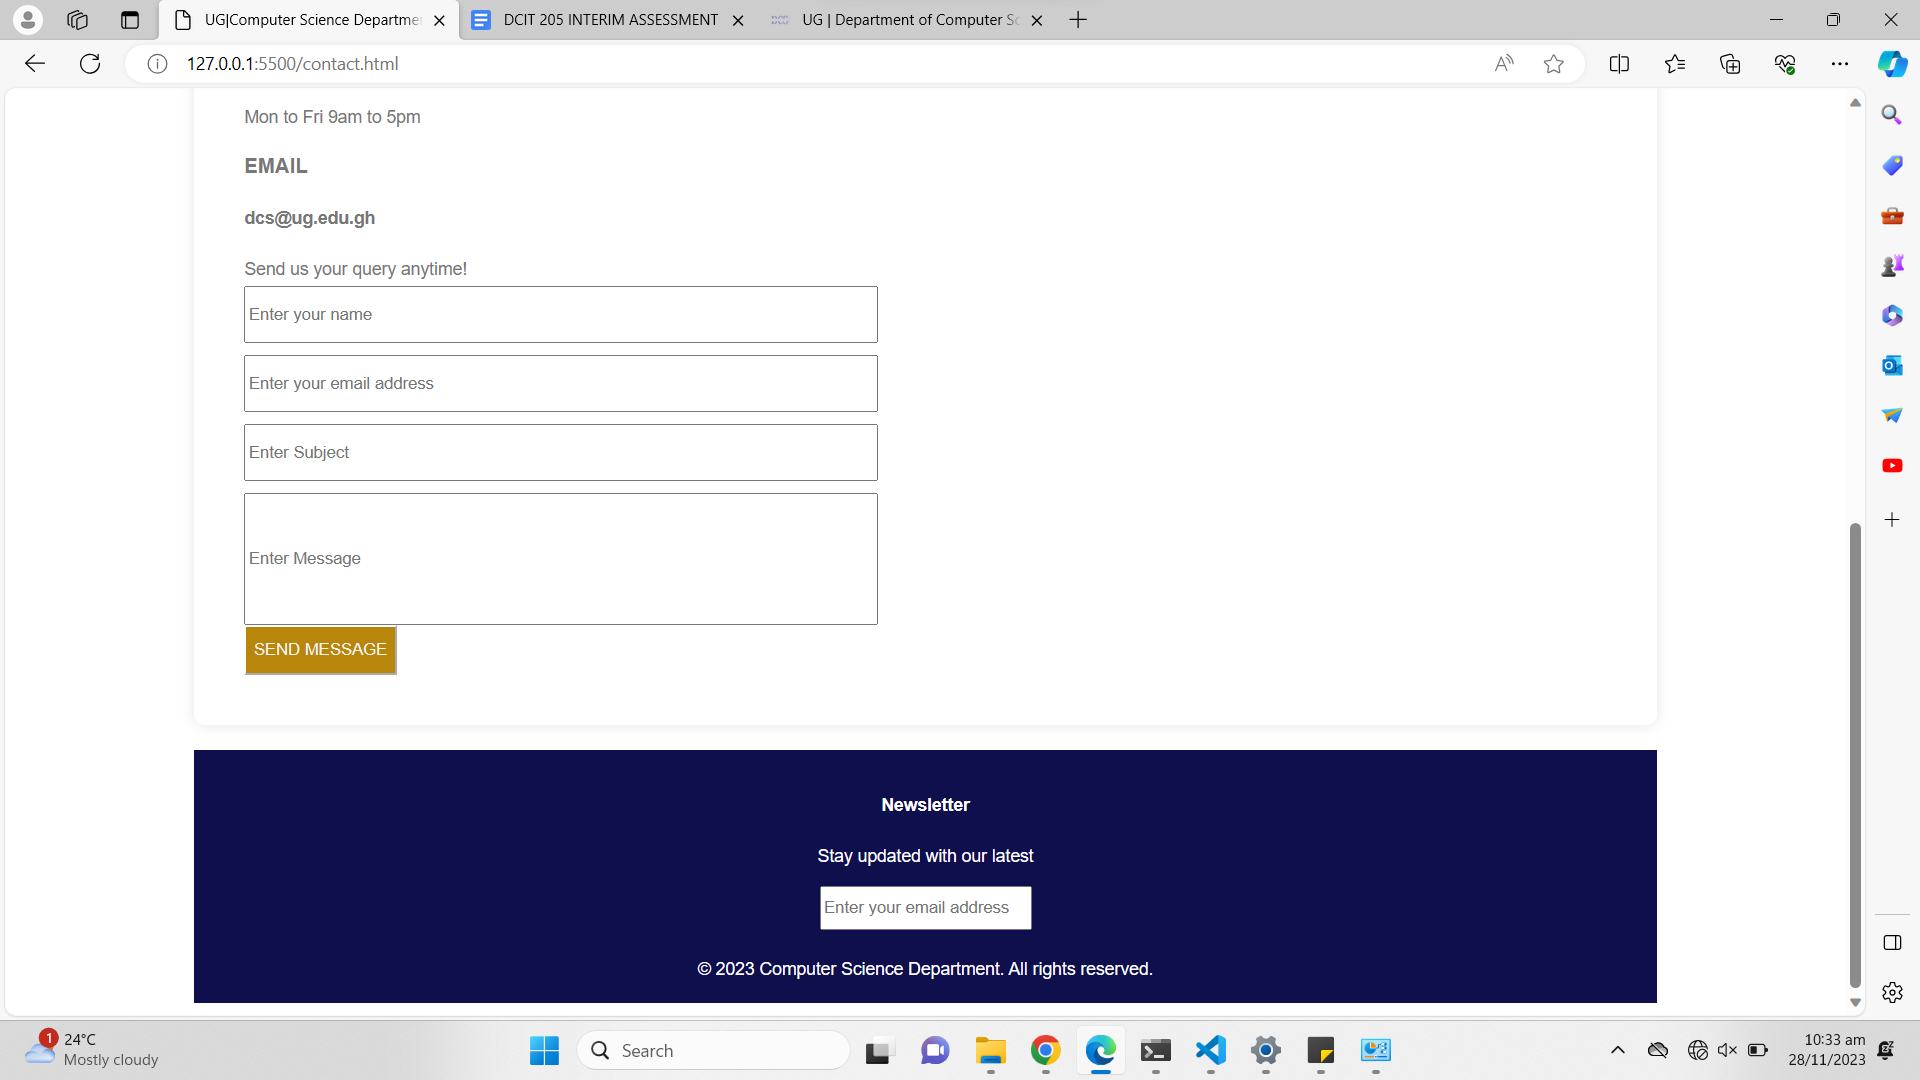 UG|Computer Science Departme
DCIT 205 INTERIM ASSESSMENT
UG | Department of Computer Sc
127.0.0.1:5500/contact.html
Mon to Fri 9am to 5pm
EMAIL
dcs@ug.edu.gh
Send us your query anytime!
Enter your name
Enter your email address
Enter Subject
Enter Message
SEND MESSAGE
Newsletter
Stay updated with our latest
Enter your email address
© 2023 Computer Science Department. All rights reserved.
1
24°C
Mostly cloudy
Search
10:33 am
28/11/2023